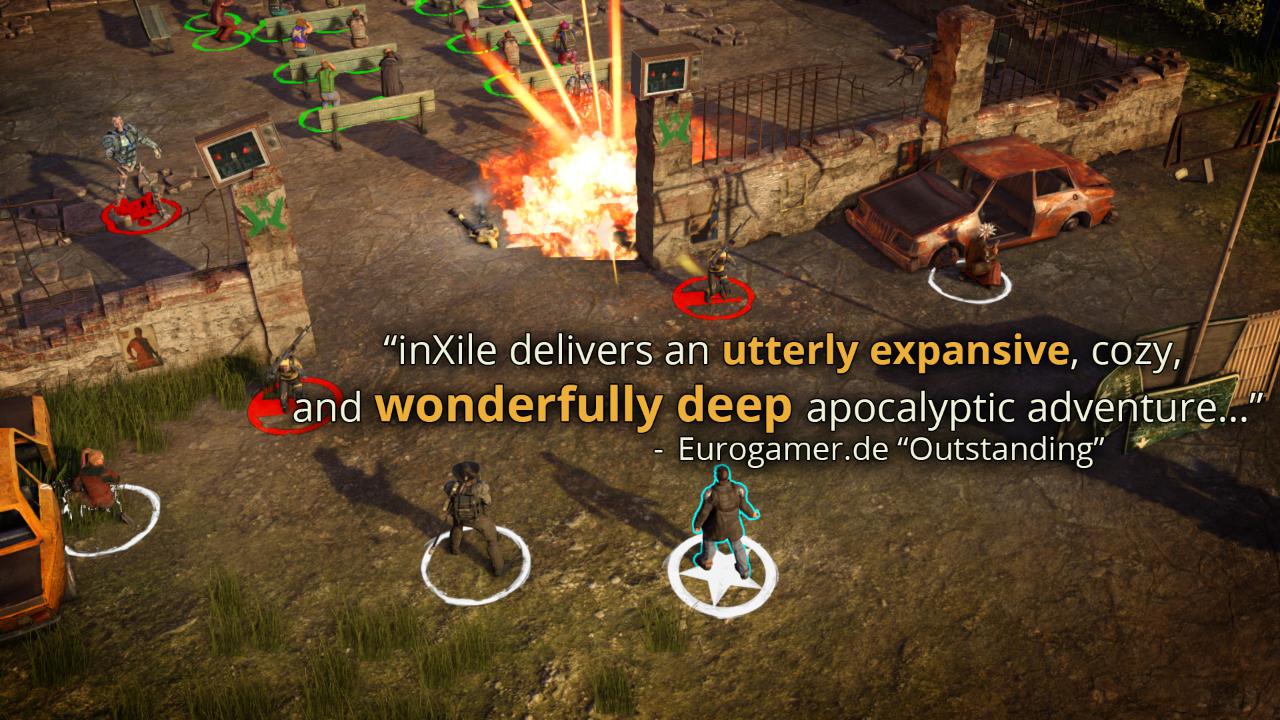 “inXile delivers an utterly expansive, cozy,
and wonderfully deep apocalyptic adventure...”
- Eurogamer.de “Outstanding”